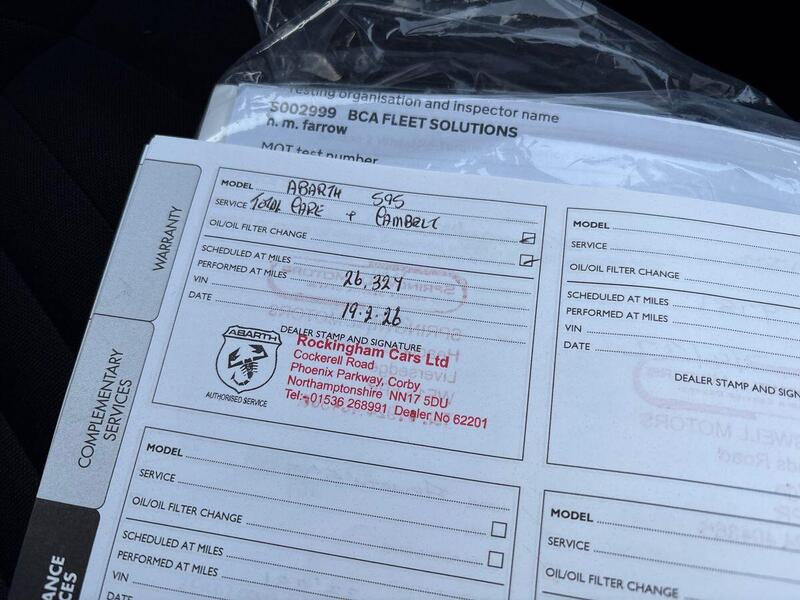 Testing organisation and inspector name
S002999 BCA FLEET SOLUTIONS
n. m. farrow
MOT test number
WARRANTY
COMPLEMENTARY
SERVICES
MODEL ABARTH 595
SERVICE TOTAL CARE + CAMBELT
OIL/OIL FILTER CHANGE
SCHEDULED AT MILES
PERFORMED AT MILES 26,324
VIN
DATE 19.2.26
DEALER STAMP AND SIGNATURE
ABARTH
AUTHORISED SERVICE
Rockingham Cars Ltd
Cockerell Road
Phoenix Parkway, Corby
Northamptonshire NN17 5DU
Tel:- 01536 268991 Dealer No 62201
MODEL
SERVICE
OIL/OIL FILTER CHANGE
SCHEDULED AT MILES
PERFORMED AT MILES
VIN
DATE
DEALER STAMP AND SIGN
MODEL
SERVICE
OIL/OIL FILTER CHANGE
SCHEDULED AT MILES
PERFORMED AT MILES
VIN
DATE
MODEL
SERVICE
OIL/OIL FILTER CHANGE